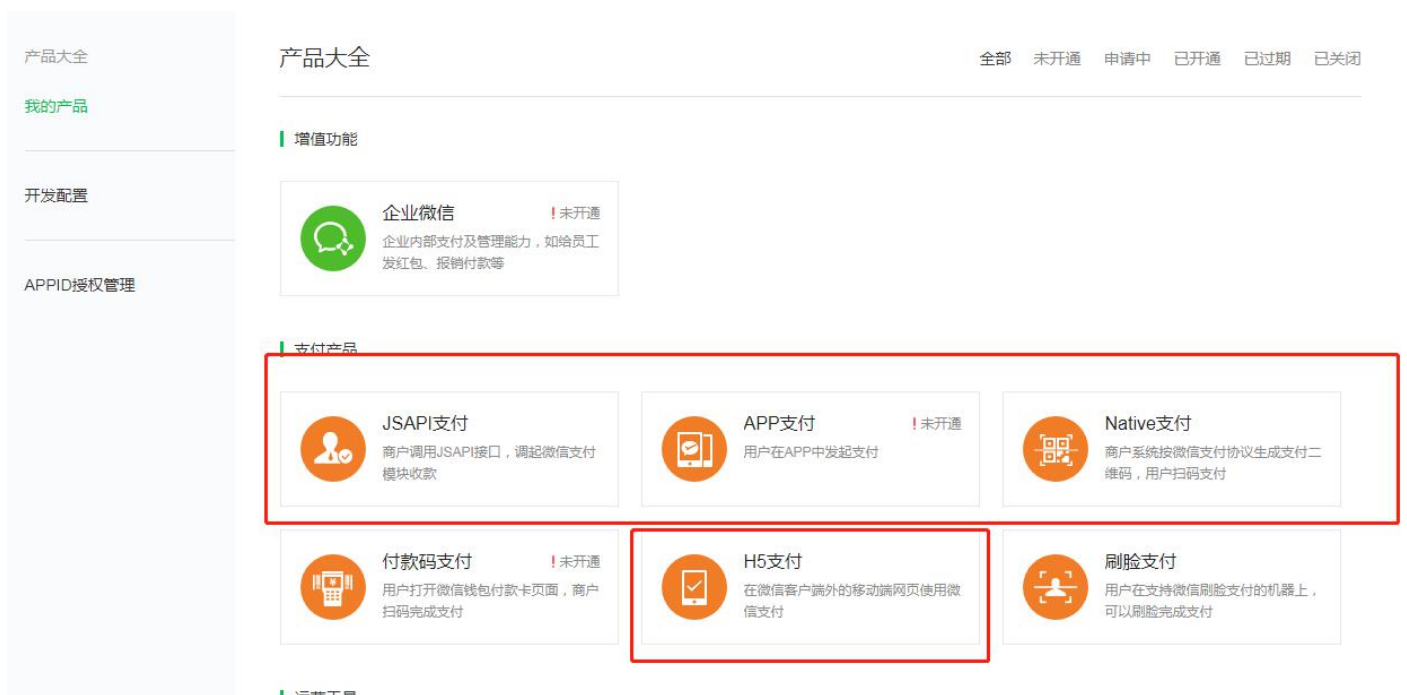 产品大全
我的产品
开发配置
APPID授权管理
产品大全
全部 未开通 申请中 已开通 已过期 已关闭
增值功能
企业微信
!未开通
企业内部支付及管理能力，如给员工
发红包、报销付款等
支付产品
JSAPI支付
商户调用JSAPI接口，调起微信支付
模块收款
APP支付
!未开通
用户在APP中发起支付
Native支付
商户系统按微信支付协议生成支付二
维码，用户扫码支付
付款码支付
!未开通
用户打开微信钱包付款卡页面，商户
扫码完成支付
H5支付
在微信客户端外的移动端网页使用微
信支付
刷脸支付
用户在支持微信刷脸支付的机器上，
可以刷脸完成支付